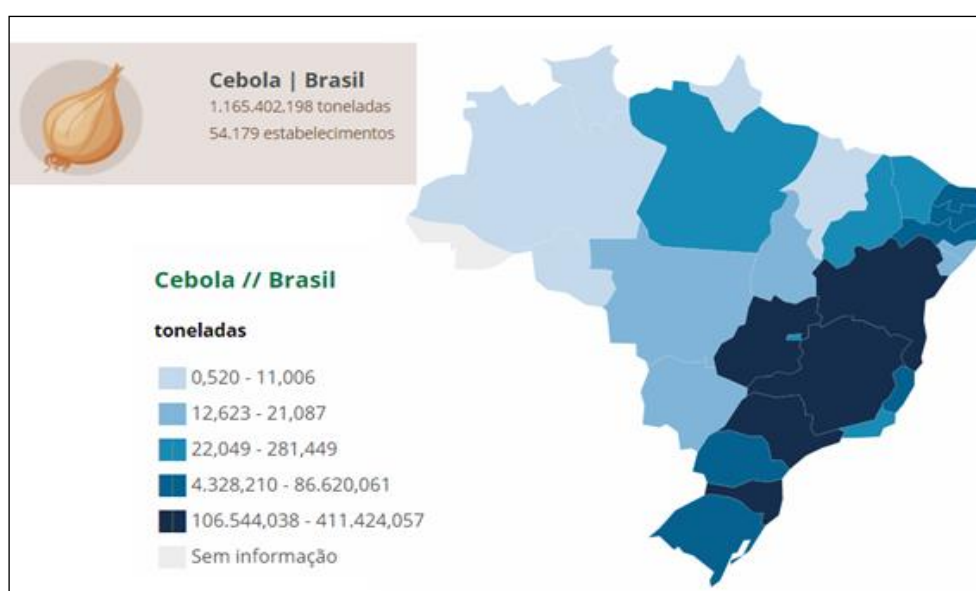 Cebola | Brasil
1.165.402.198 toneladas
54.179 estabelecimentos
Cebola // Brasil
toneladas
0,520 - 11,006
12,623 - 21,087
22,049 - 281,449
4.328,210 - 86.620,061
106.544,038 - 411.424,057
Sem informação